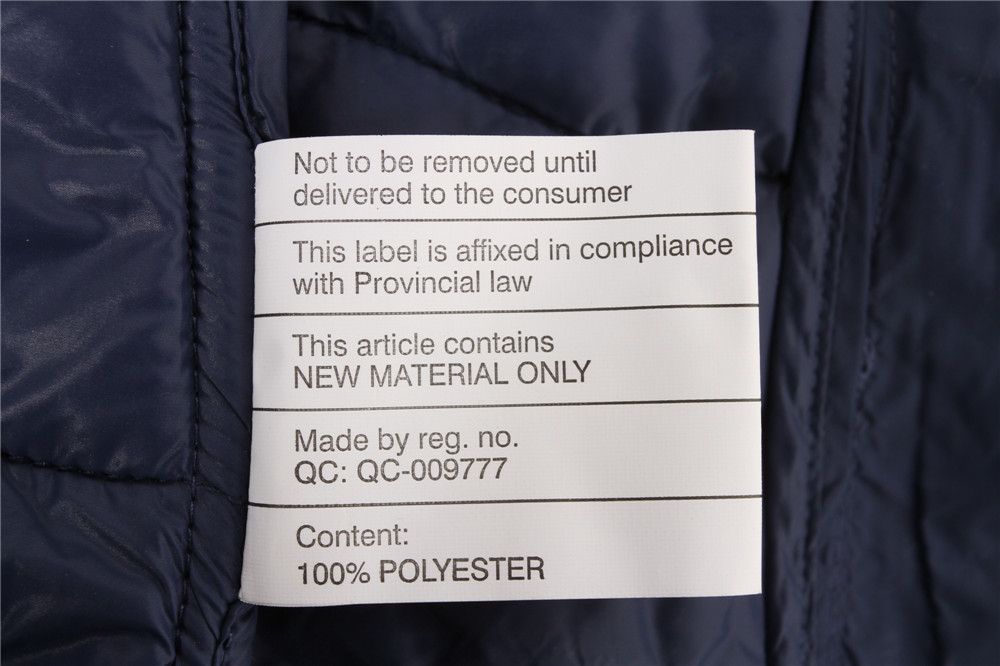 Not to be removed until
delivered to the consumer
This label is affixed in compliance
with Provincial law
This article contains
NEW MATERIAL ONLY
Made by reg. no.
QC: QC-009777
Content:
100% POLYESTER